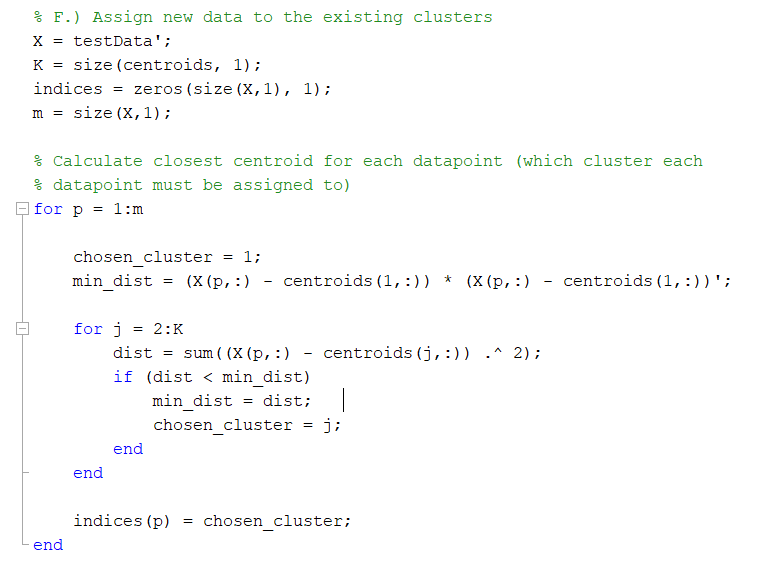 % F.) Assign new data to the existing clusters
X = testData';
K = size(centroids, 1);
indices = zeros(size(X,1), 1);
m = size(X,1);
% Calculate closest centroid for each datapoint (which cluster each
% datapoint must be assigned to)
for p = 1:m
chosen_cluster = 1;
min_dist = (X(p,:) - centroids(1,:)) * (X(p,:) - centroids(1,:))';
for j = 2:K
dist = sum((X(p,:) - centroids(j,:)) .^ 2);
if (dist < min_dist)
min_dist = dist;
chosen_cluster = j;
end
end
indices(p) = chosen_cluster;
end